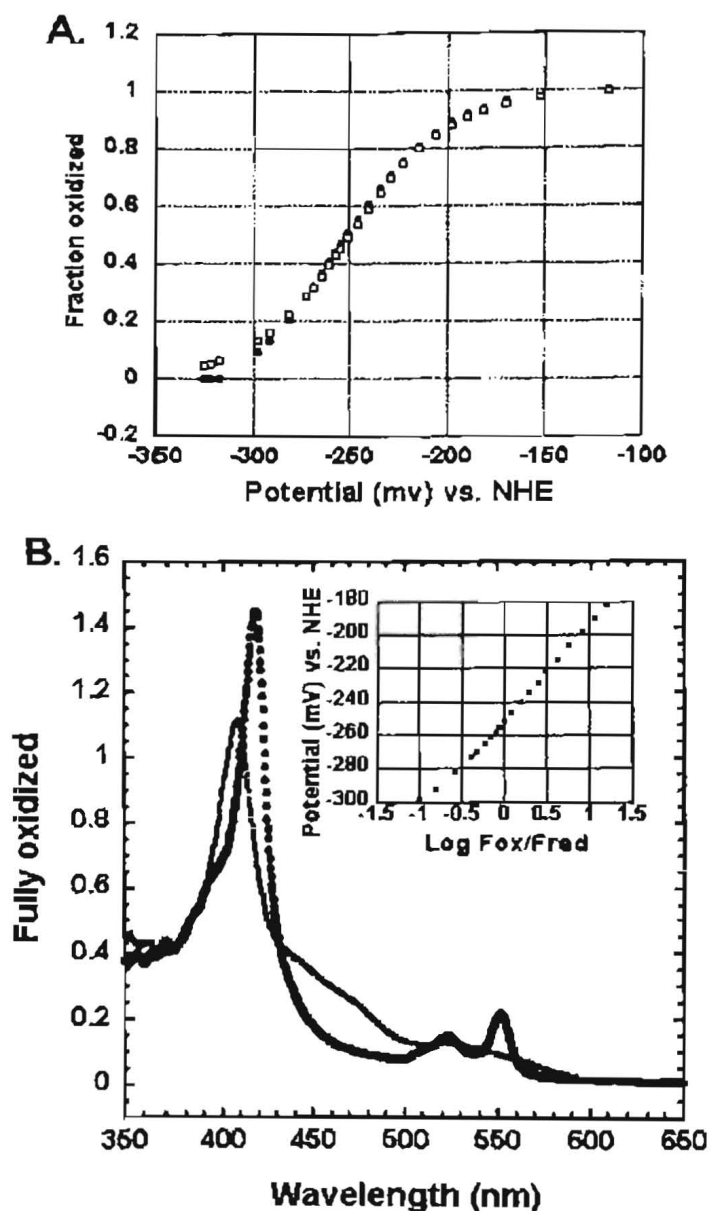 A.
1.2
1
0.8
0.6
0.4
0.2
0
-0.2
Fraction oxidized
-350 -300 -250 -200 -150 -100
Potential (mv) vs. NHE
B.
1.6
1.4
1.2
1
0.8
0.6
0.4
0.2
0
Fully oxidized
-180
-200
-220
-240
-260
-280
-300
Potential (mV) vs. NHE
-1.5 -1 -0.5 0 0.5 1 1.5
Log Fox/Fred
350 400 450 500 550 600 650
Wavelength (nm)